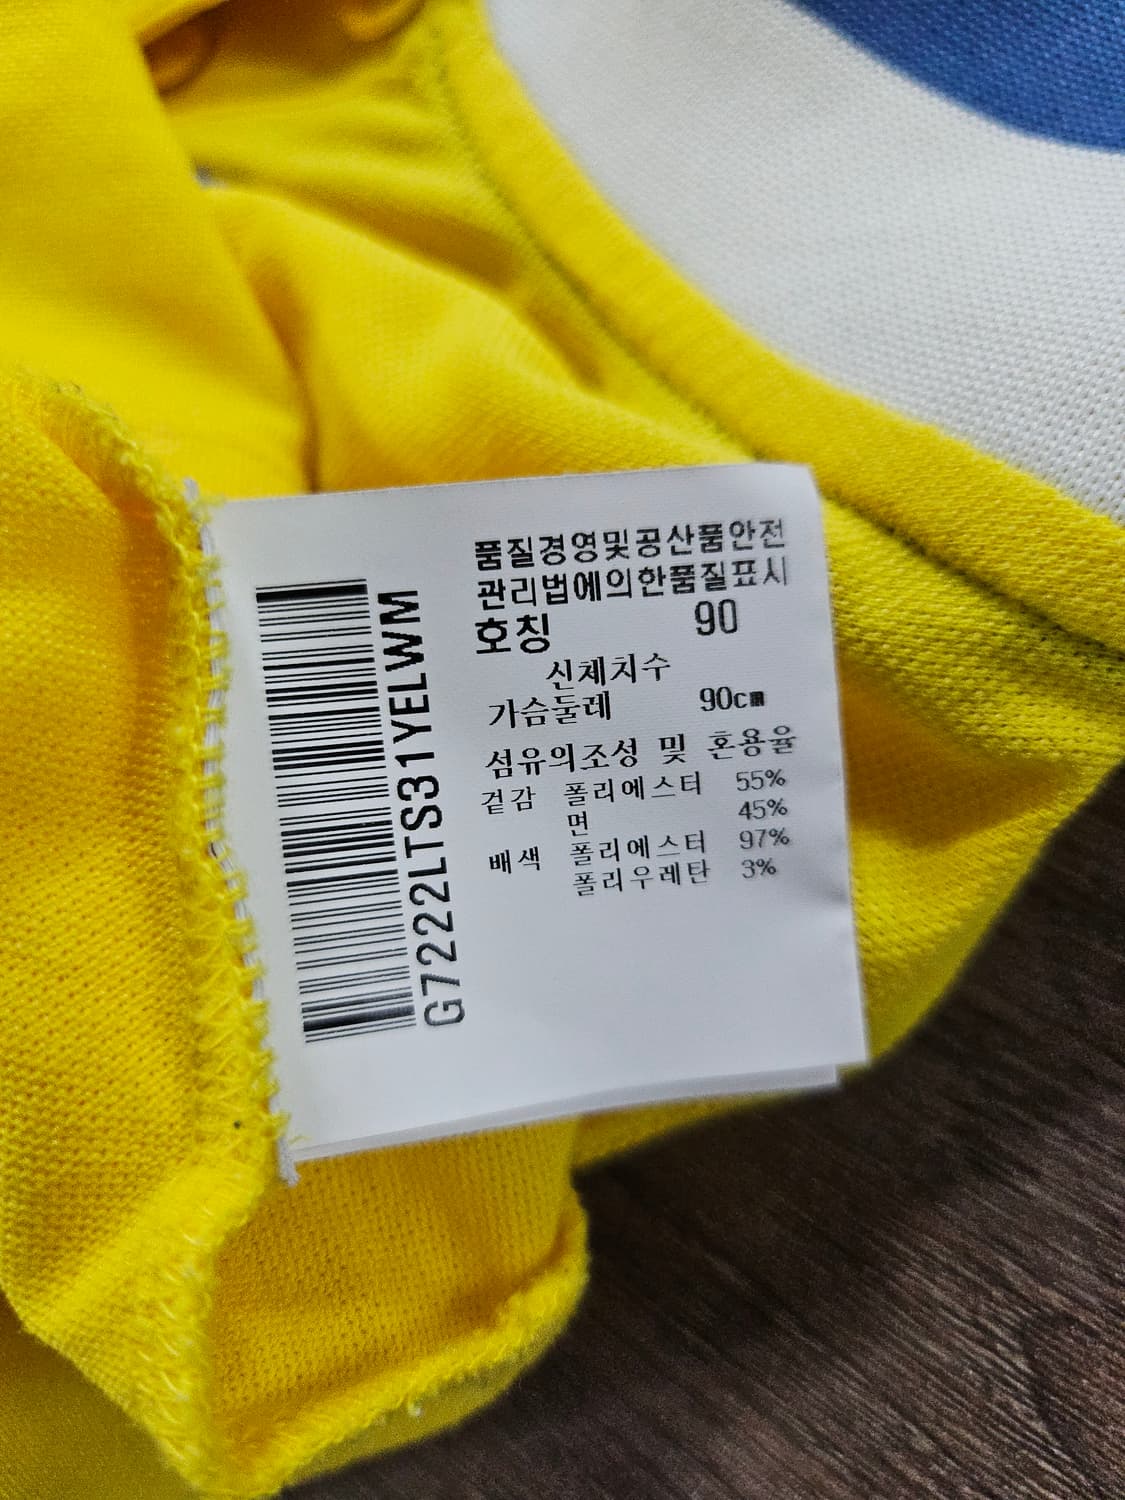 품질경영및공산품안전
관리법에의한품질표시
호칭 90
신체치수
가슴둘레 90cm
섬유의조성 및 혼용율
겉감 폴리에스터 55%
면 45%
배색 폴리에스터 97%
폴리우레탄 3%
G7222LTS31YELWM